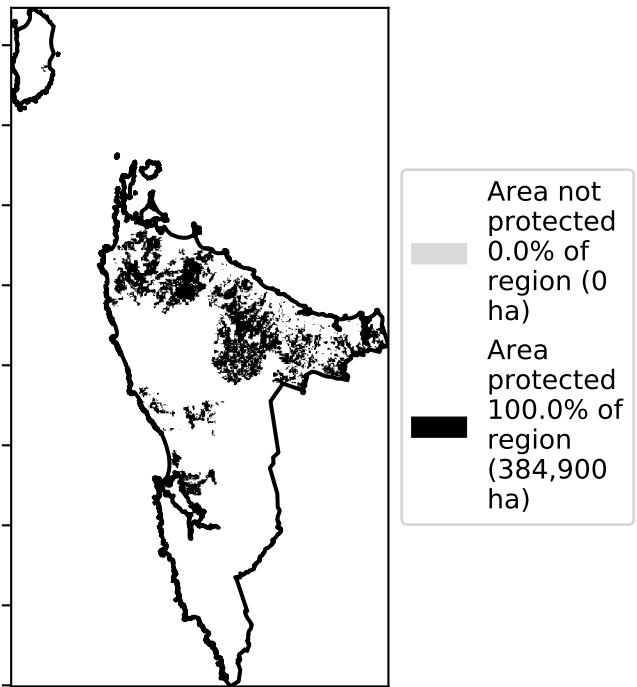 Area not
protected
0.0% of
region (0
ha)
Area
protected
100.0% of
region
(384,900
ha)